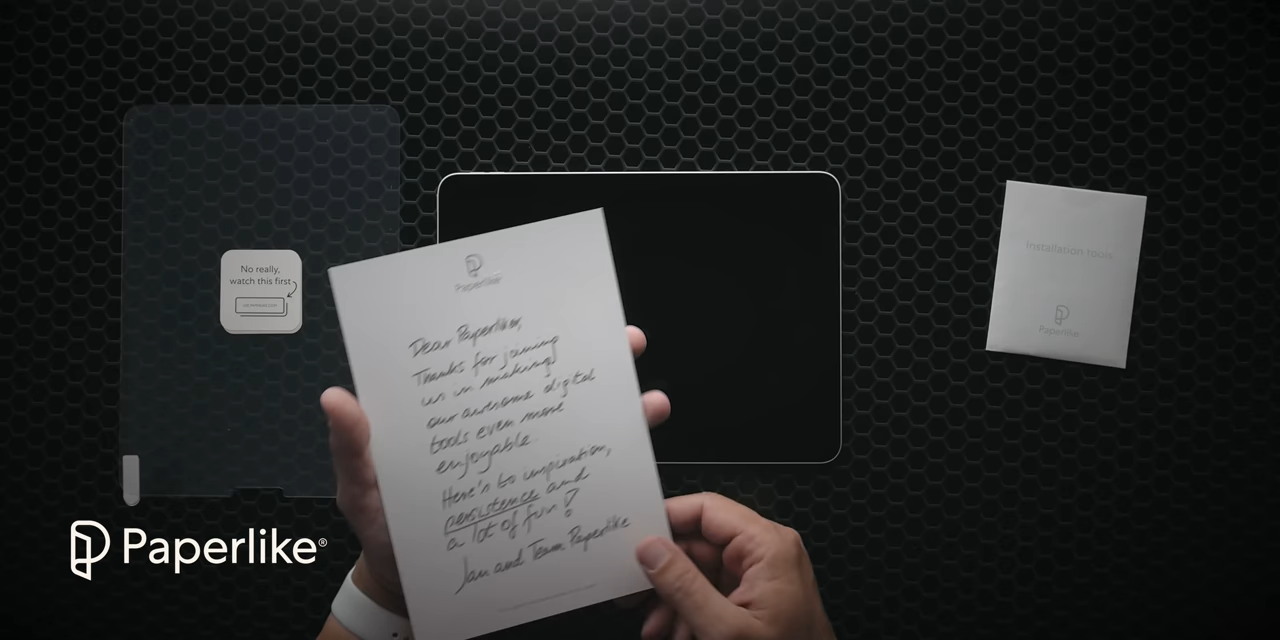 No really,
watch this first
Paperlike
Dear Paperliker,
Thanks for joining
us in making
our awesome digital
tools even more
enjoyable.
Here's to inspiration,
persistence and
a lot of fun!
Jan and Team Paperlike
Installation tools
Paperlike
Paperlike®